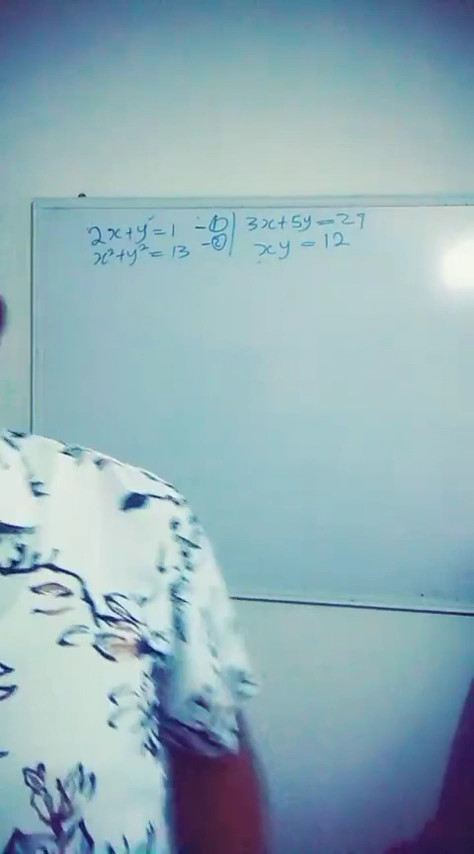 2x+y=1 -① | 3x+5y=27
x²+y²=13 -② | xy=12